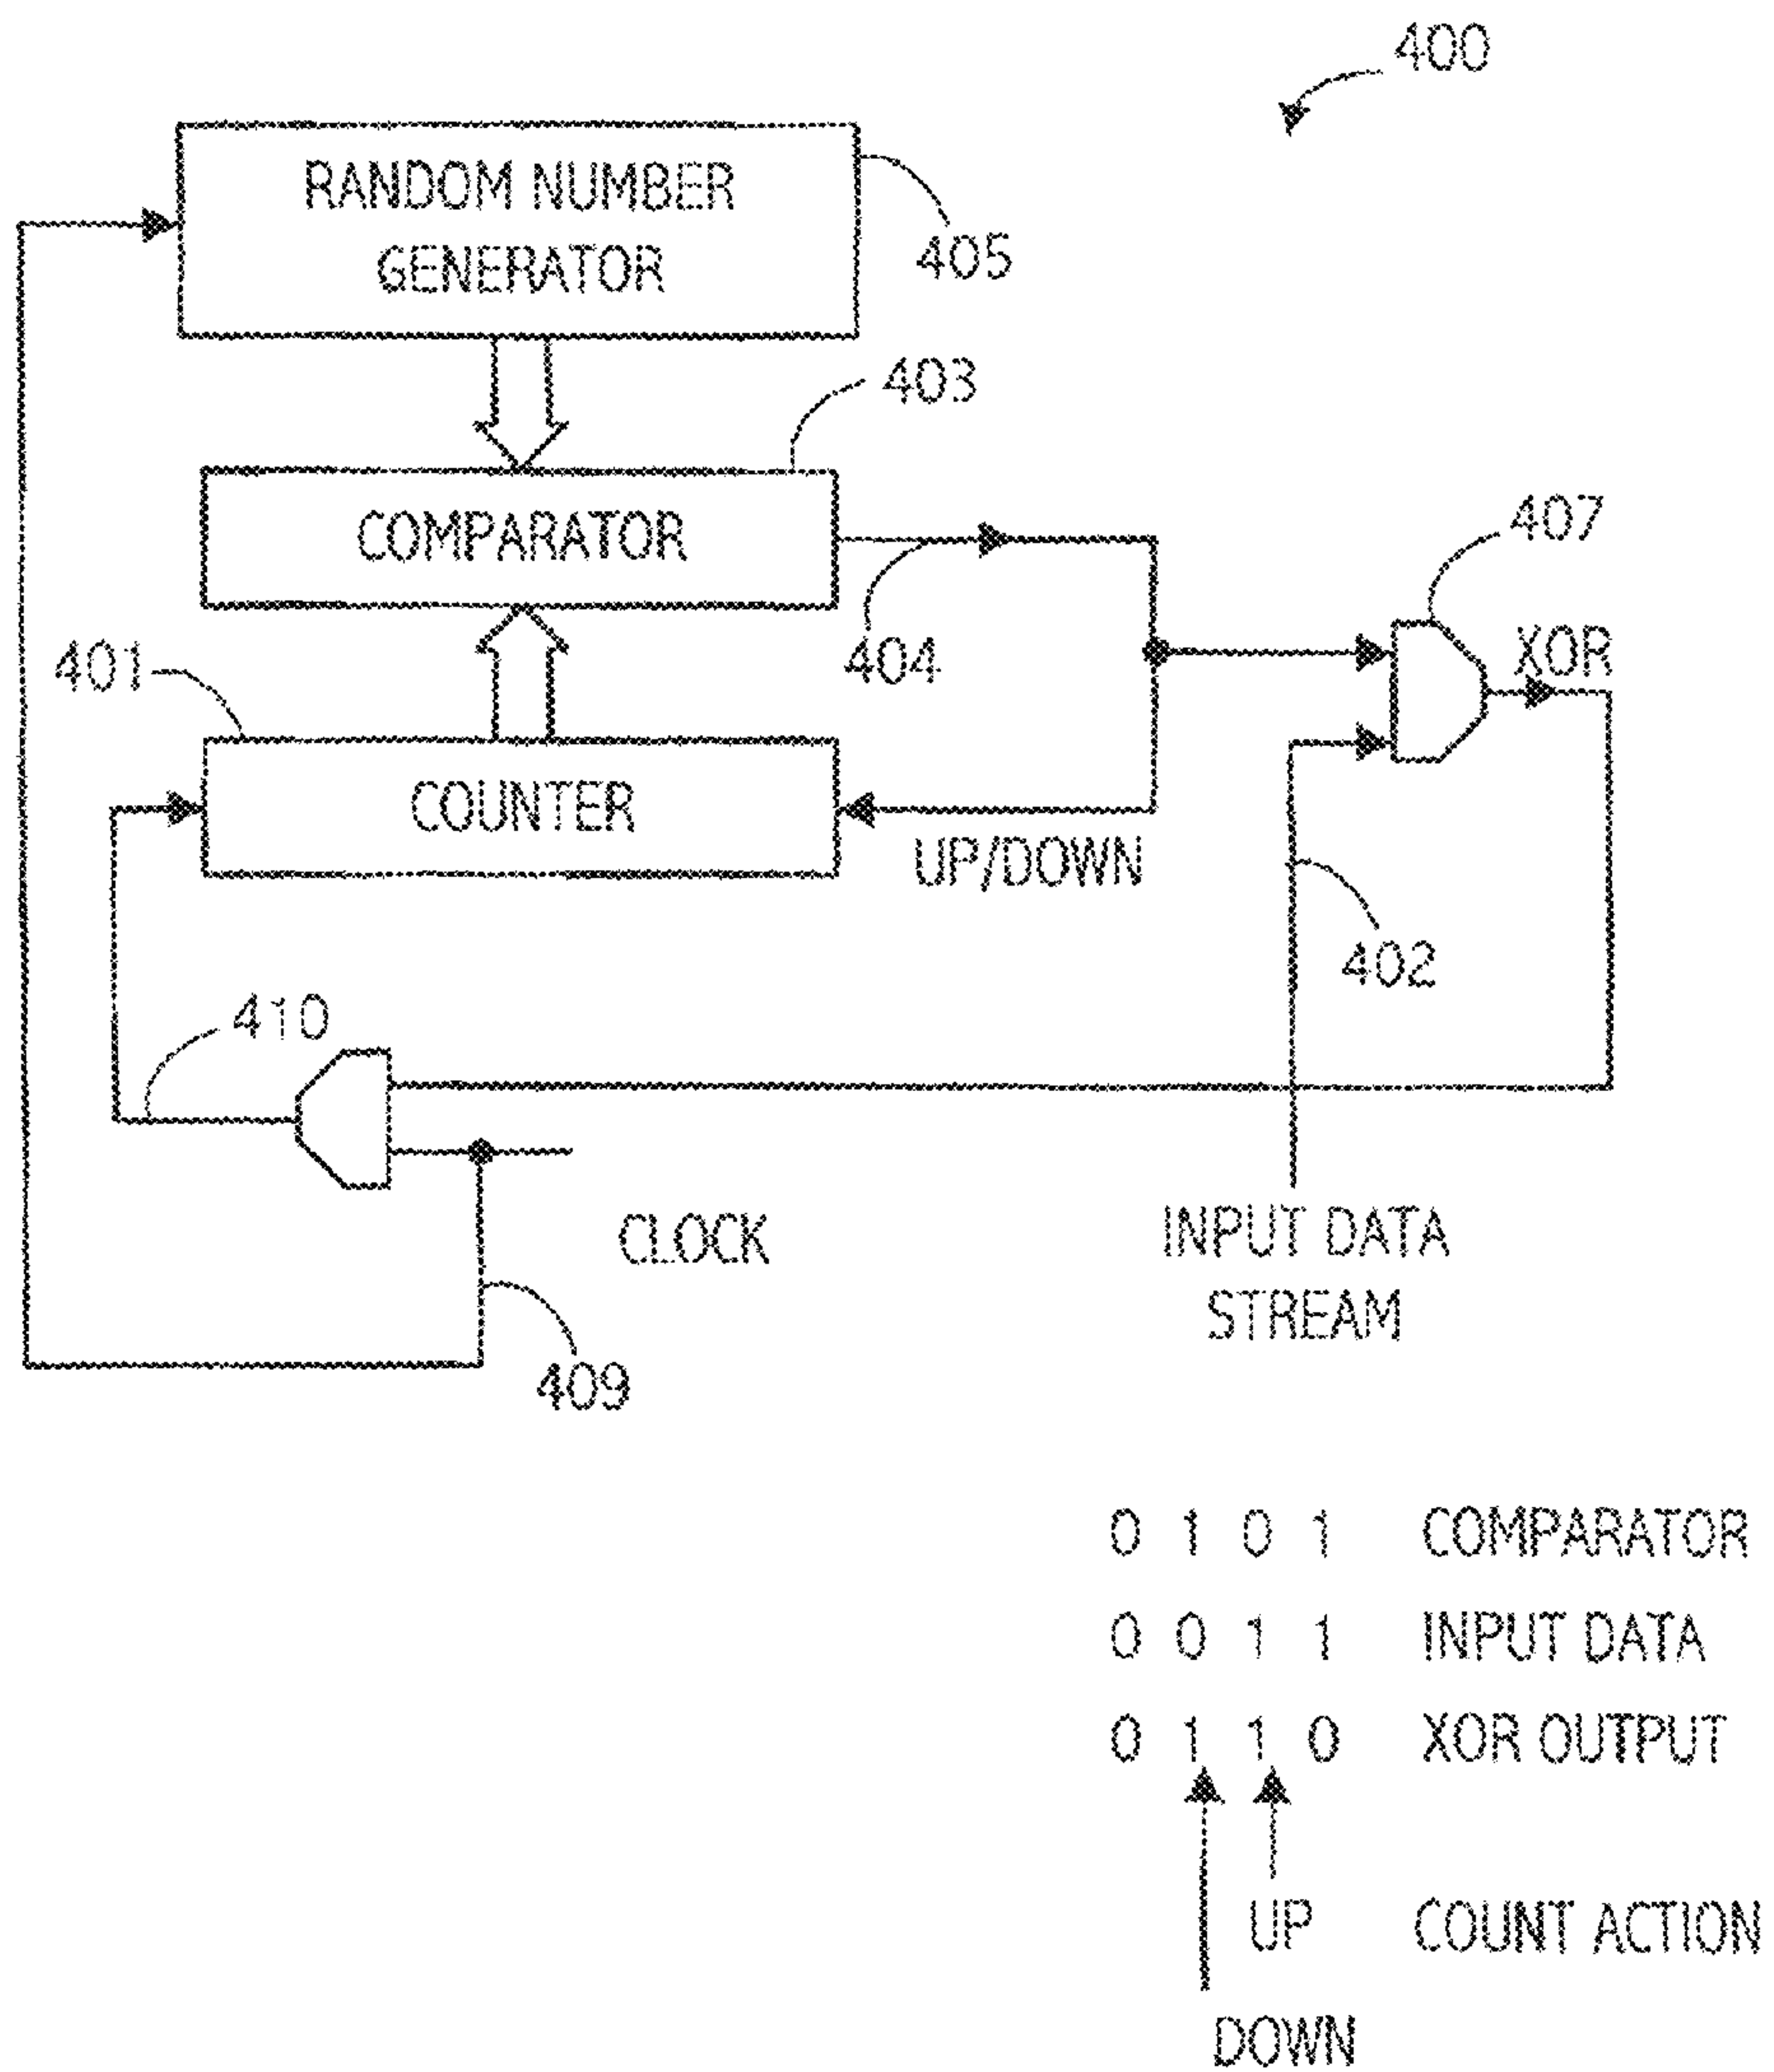 400
RANDOM NUMBER
GENERATOR
405
403
COMPARATOR
407
404
XOR
401
COUNTER
UP/DOWN
402
410
CLOCK
INPUT DATA
STREAM
409
0 1 0 1 COMPARATOR
0 0 1 1 INPUT DATA
0 1 1 0 XOR OUTPUT
UP COUNT ACTION
DOWN